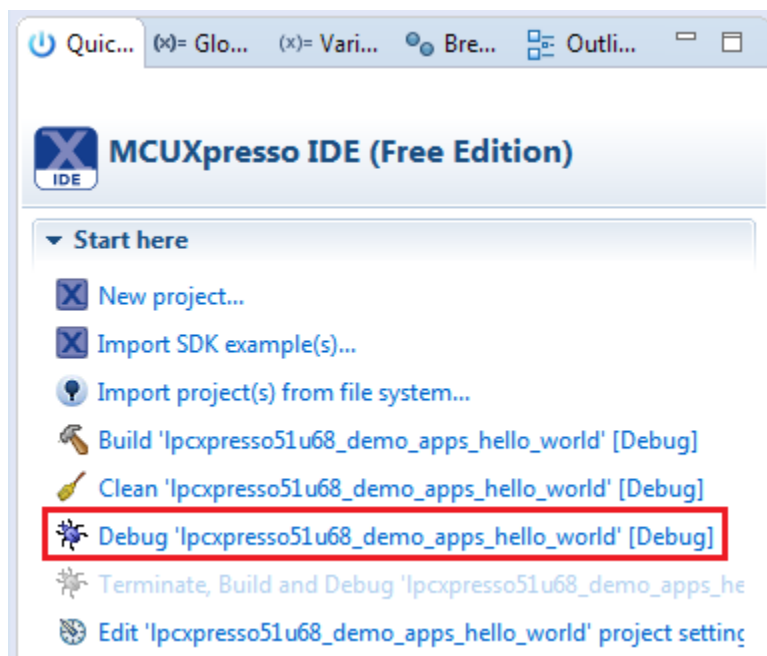 Quic... (x)= Glo... (x)= Vari... Bre... Outli...
X
IDE
MCUXpresso IDE (Free Edition)
Start here
New project...
Import SDK example(s)...
Import project(s) from file system...
Build 'lpcxpresso51u68_demo_apps_hello_world' [Debug]
Clean 'lpcxpresso51u68_demo_apps_hello_world' [Debug]
Debug 'lpcxpresso51u68_demo_apps_hello_world' [Debug]
Terminate, Build and Debug 'lpcxpresso51u68_demo_apps_he
Edit 'lpcxpresso51u68_demo_apps_hello_world' project setting